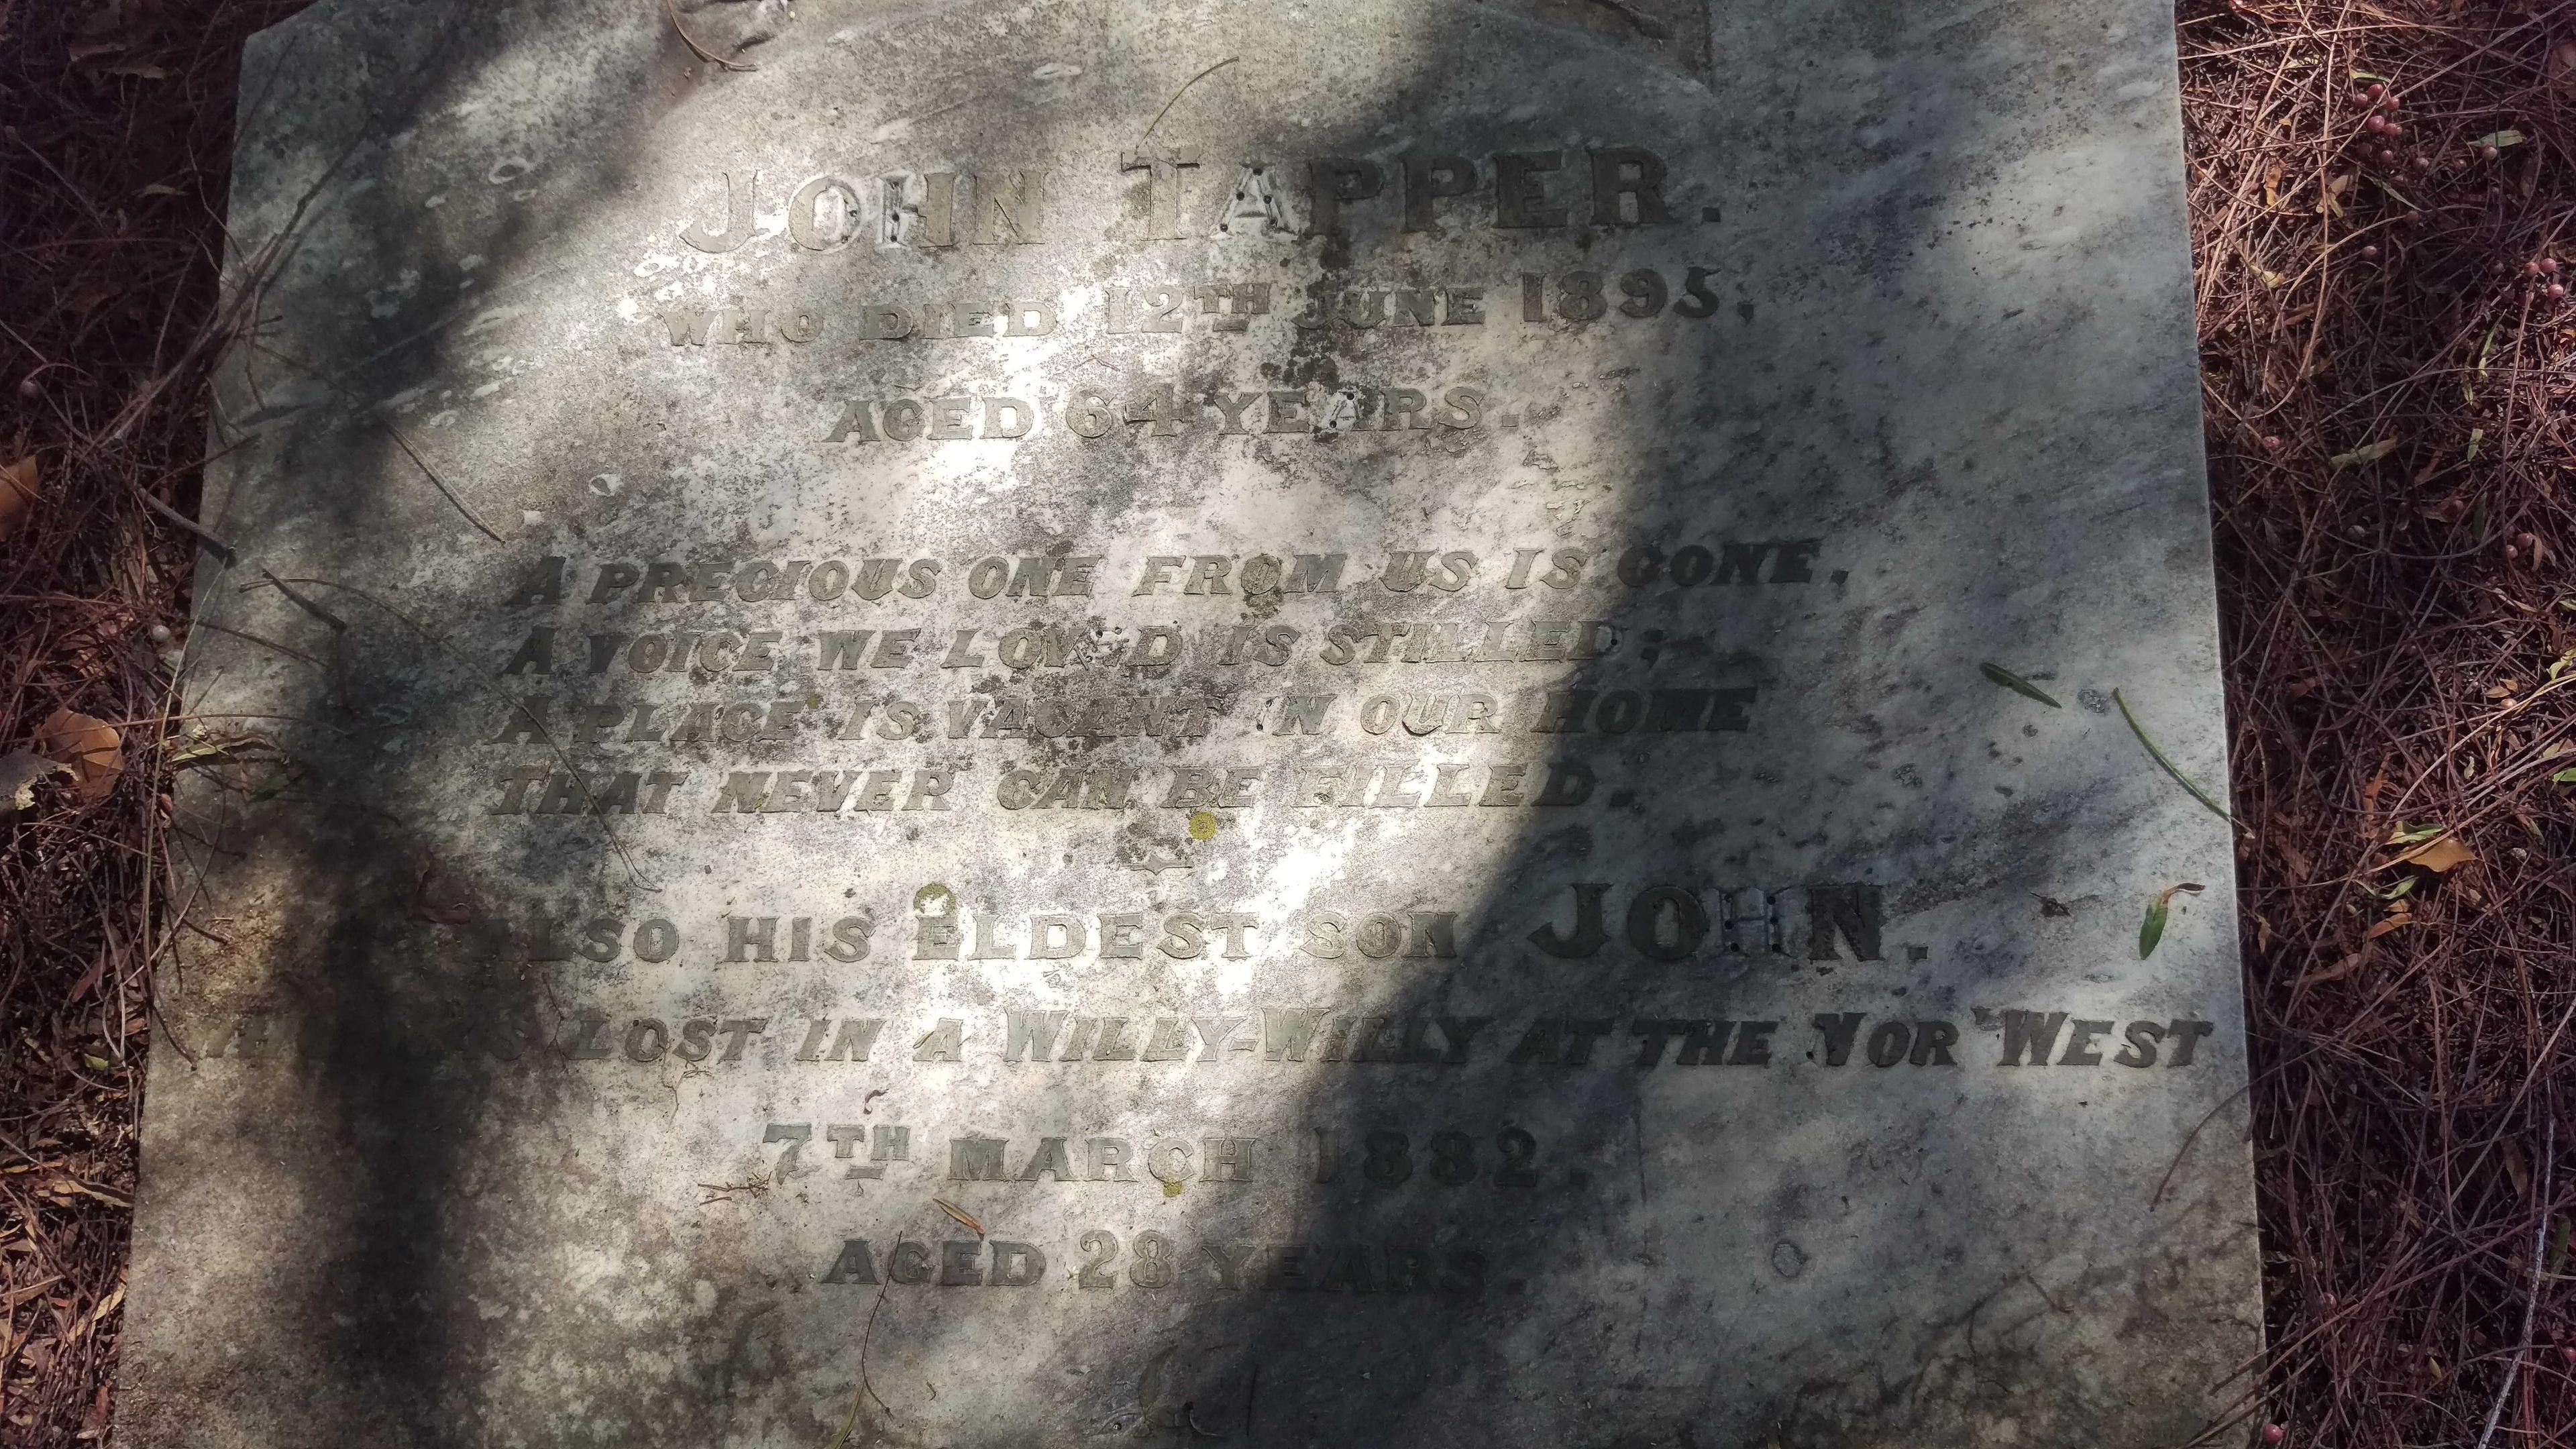 JOHN TAPPER.
WHO DIED 12TH JUNE 1895,
AGED 64 YEARS.
A PRECIOUS ONE FROM US IS GONE,
A VOICE WE LOV D IS STILLED;
A PLACE IS VACANT IN OUR HOME
THAT NEVER CAN BE FILLED.
ALSO HIS ELDEST SON JOHN.
LOST IN A WILLY-WILLY AT THE NOR'WEST
7TH MARCH 1882.
AGED 28 YEARS.